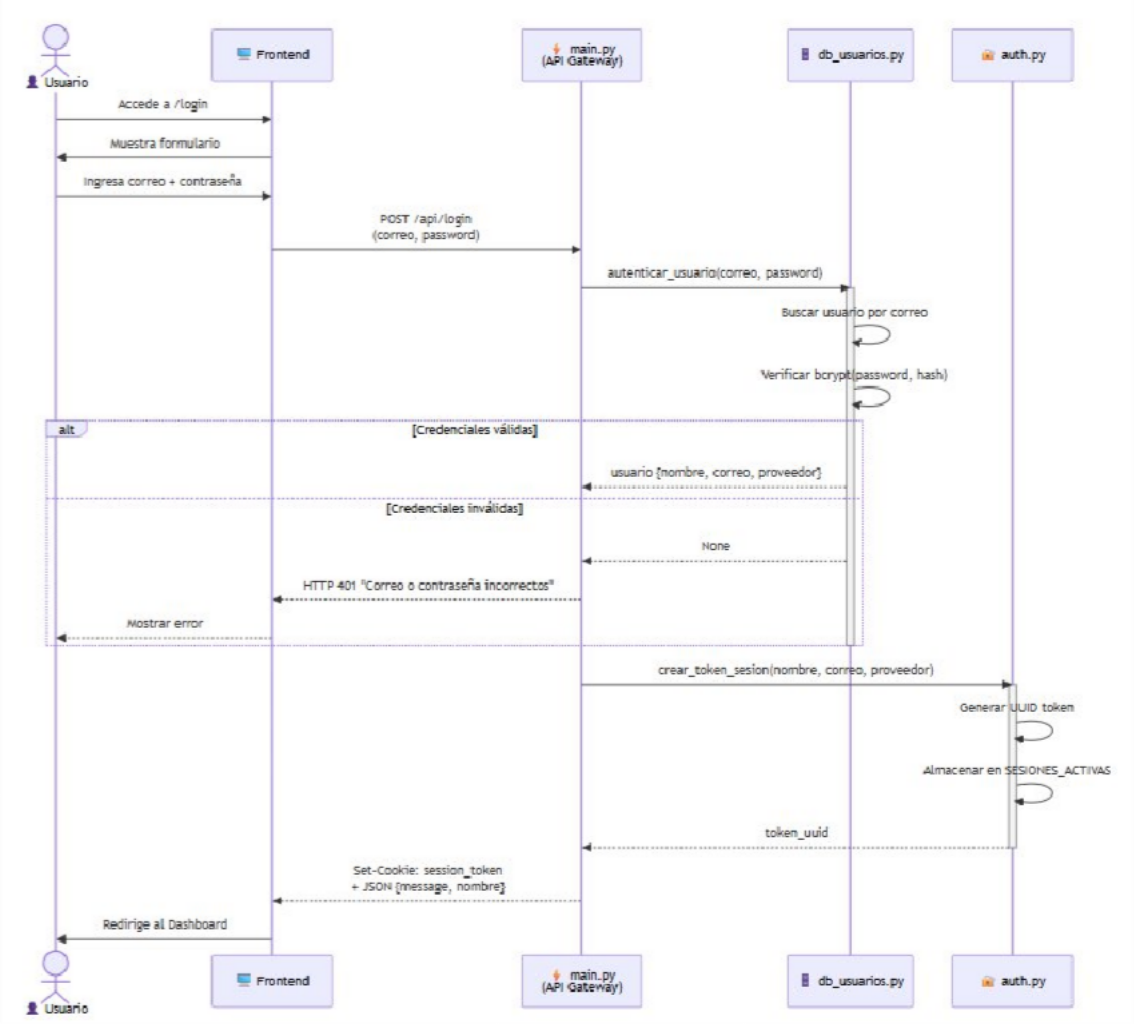 Usuario
Frontend
main.py
(API Gateway)
db_usuarios.py
auth.py
Accede a /login
Muestra formulario
Ingresa correo + contraseña
POST /api/login
(correo, password)
autenticar_usuario(correo, password)
Buscar usuario por correo
Verificar bcrypt(password, hash)
alt
[Credenciales válidas]
usuario {nombre, correo, proveedor}
[Credenciales inválidas]
None
HTTP 401 "Correo o contraseña incorrectos"
Mostrar error
crear_token_sesion(nombre, correo, proveedor)
Generar UUID token
Almacenar en SESIONES_ACTIVAS
token_uuid
Set-Cookie: session_token
+ JSON {message, nombre}
Redirige al Dashboard
Usuario
Frontend
main.py
(API Gateway)
db_usuarios.py
auth.py